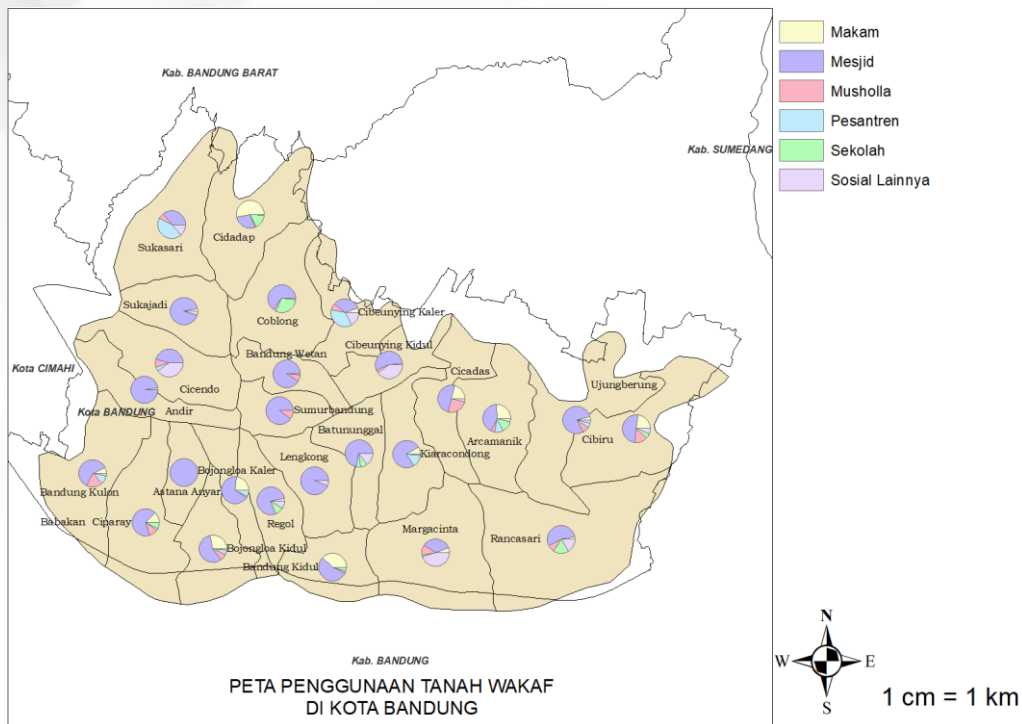 Makam
Mesjid
Musholla
Pesantren
Sekolah
Sosial Lainnya
Kab. BANDUNG BARAT
Kab. SUMEDANG
Sukasari
Cidadap
Sukajadi
Coblong
Cibeunying Kaler
Cibeunying Kidul
Bandung Wetan
Kota CIMAHI
Cicendo
Cicadas
Ujungberung
Kota BANDUNG
Andir
Sumurbandung
Batununggal
Arcamanik
Cibiru
Lengkong
Kiaracondong
Bojongloa Kaler
Bandung Kulon
Astana Anyar
Babakan Ciparay
Regol
Margacinta
Rancasari
Bojongloa Kidul
Bandung Kidul
Kab. BANDUNG
PETA PENGGUNAAN TANAH WAKAF
DI KOTA BANDUNG
N
W
E
S
1 cm = 1 km